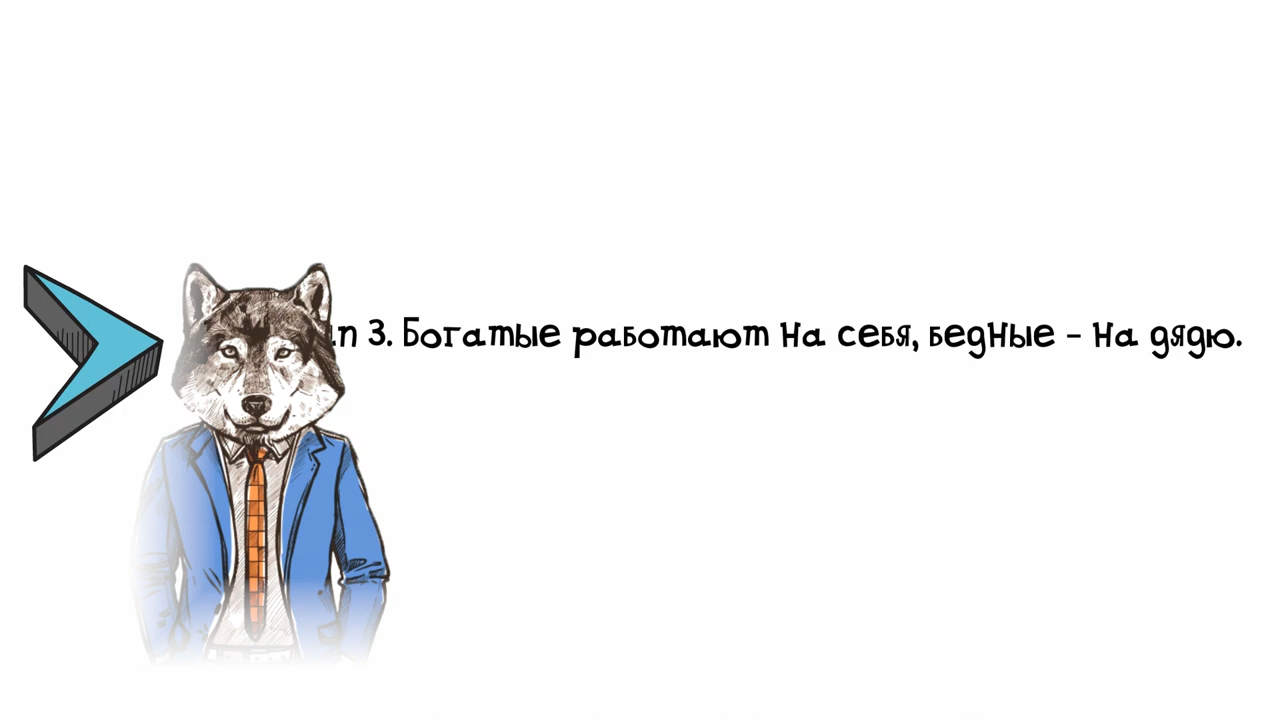 3. Богатые работают на себя, бедные - на дядю.